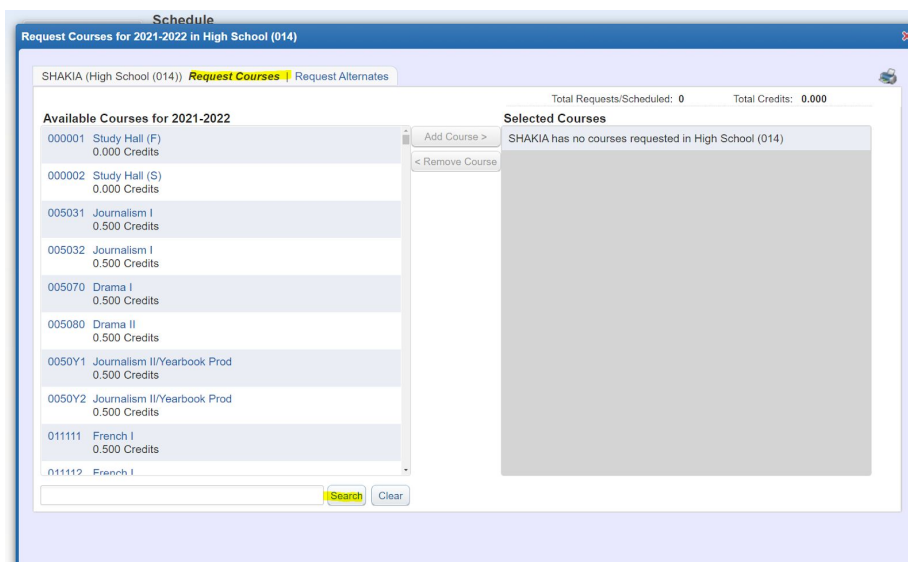 Schedule
Request Courses for 2021-2022 in High School (014)
SHAKIA (High School (014)) Request Courses | Request Alternates
Total Requests/Scheduled: 0 Total Credits: 0.000
Available Courses for 2021-2022
Selected Courses
000001 Study Hall (F)
0.000 Credits
000002 Study Hall (S)
0.000 Credits
005031 Journalism I
0.500 Credits
005032 Journalism I
0.500 Credits
005070 Drama I
0.500 Credits
005080 Drama II
0.500 Credits
0050Y1 Journalism II/Yearbook Prod
0.500 Credits
0050Y2 Journalism II/Yearbook Prod
0.500 Credits
011111 French I
0.500 Credits
011112 French I
Add Course >
< Remove Course
SHAKIA has no courses requested in High School (014)
Search Clear